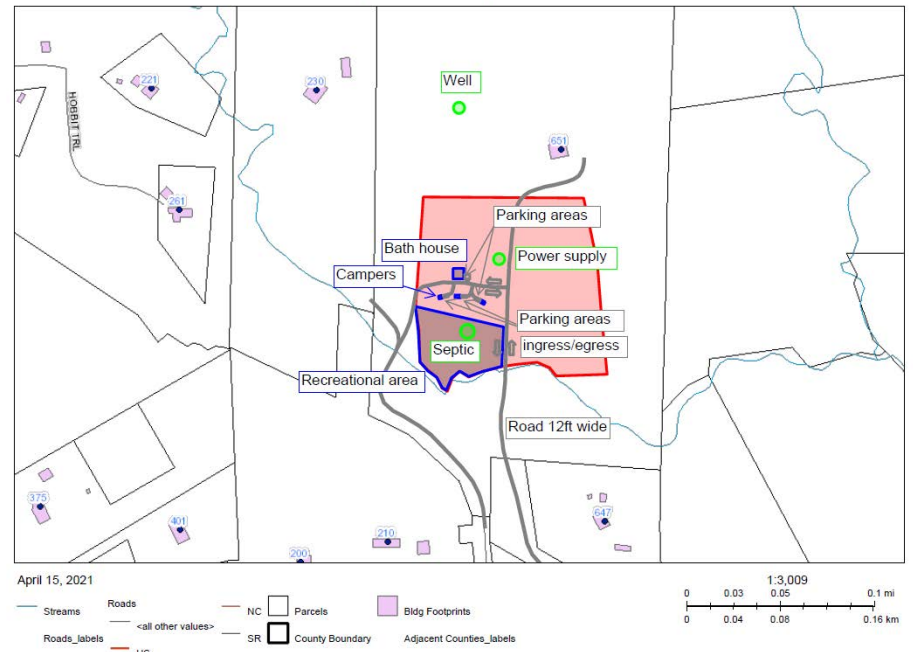 221
230
Well
HOBBIT TRL
651
261
Parking areas
Bath house
Power supply
Campers
Parking areas
ingress/egress
Septic
Recreational area
Road 12ft wide
375
401
210
647
200
April 15, 2021
1:3,009
0 0.03 0.05 0.1 mi
0 0.04 0.08 0.16 km
Streams
Roads
<all other values>
NC
Parcels
Bldg Footprints
Roads_labels
SR
County Boundary
Adjacent Counties_labels